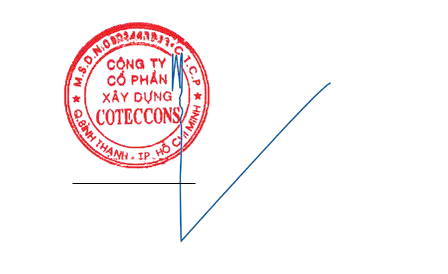 M.S.D.N:
C.T.C.P
CÔNG TY
CỔ PHẦN
XÂY DỰNG
COTECCONS
Q.BÌNH THẠNH - TP. HỒ CHÍ MINH